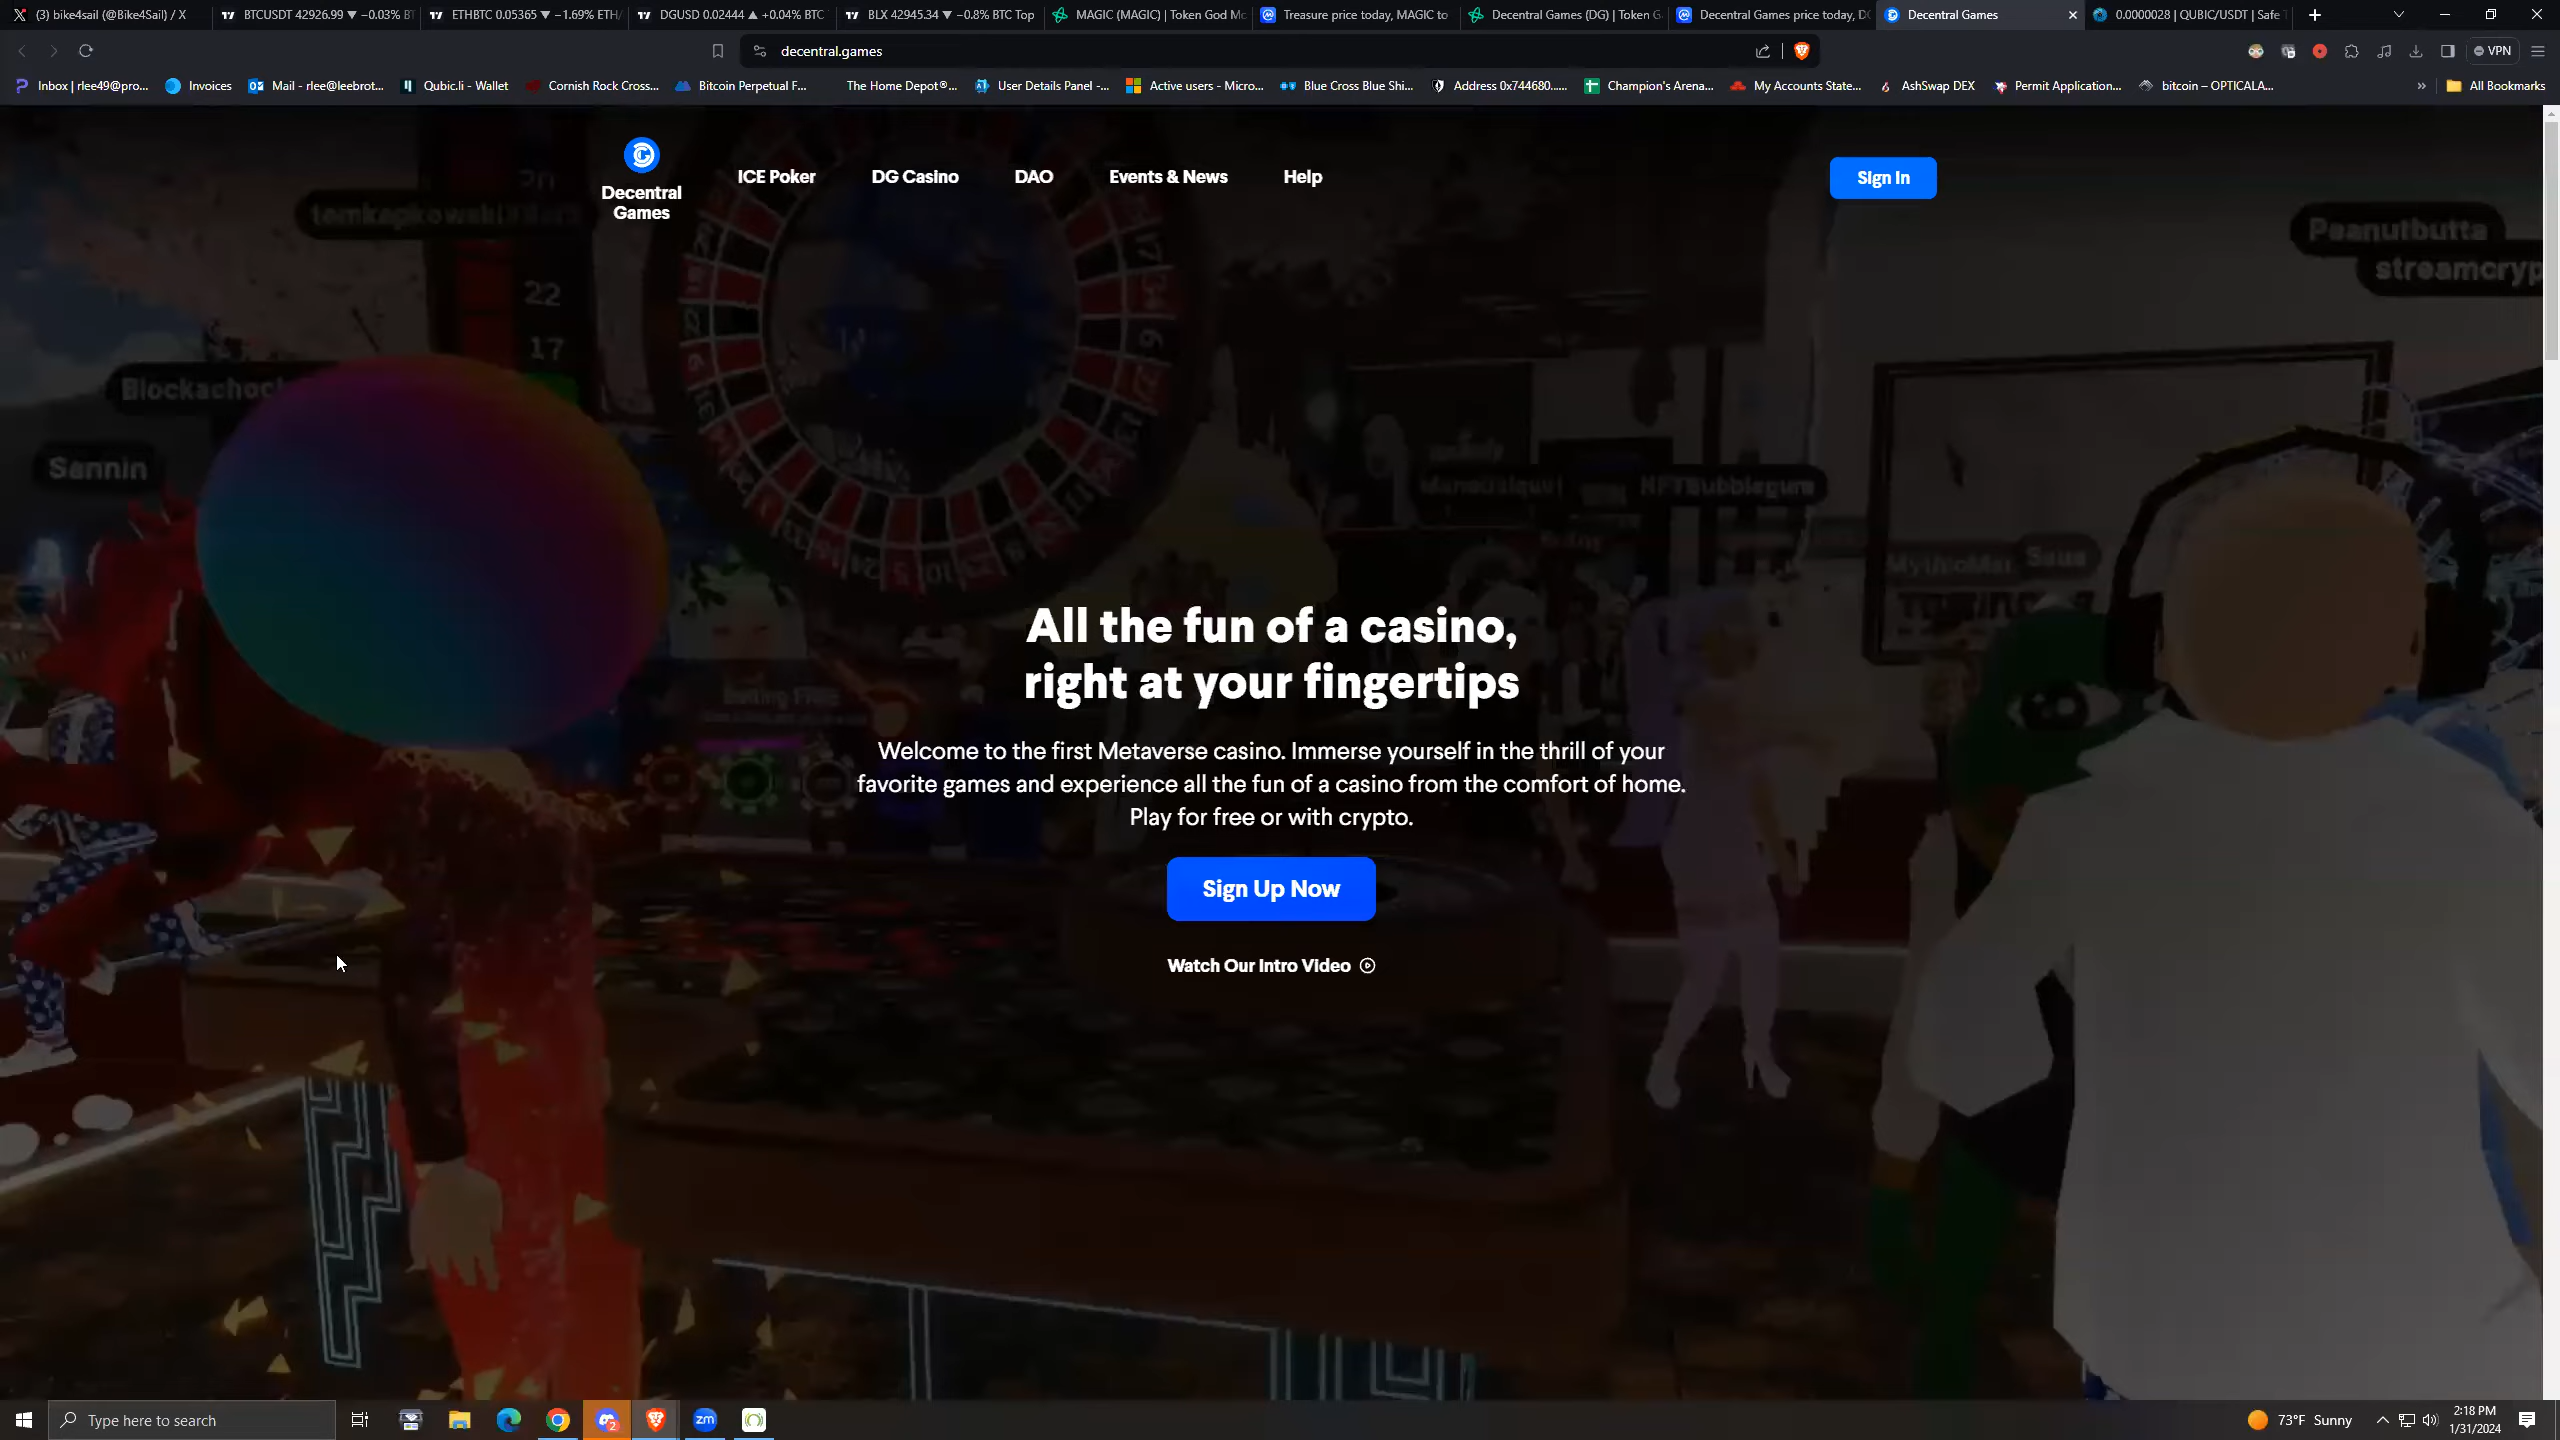 (3) bike4sail (@Bike4Sail) / X
BTCUSDT 42926.99 ▼ −0.03%
ETHBTC 0.05365 ▼ −1.69% ETH/
DGUSD 0.02444 ▲ +0.04% BTC
BLX 42945.34 ▼ −0.8% BTC Top
MAGIC (MAGIC) | Token God Mo
Treasure price today, MAGIC to
Decentral Games (DG) | Token G
Decentral Games price today, DG
Decentral Games
0.0000028 | QUBIC/USDT | Safe T
decentral.games
VPN
Inbox | rlee49@pro...
Invoices
Mail - rlee@leebrot...
Qubic.li - Wallet
Cornish Rock Cross...
Bitcoin Perpetual F...
The Home Depot®...
User Details Panel -...
Active users - Micro...
Blue Cross Blue Shi...
Address 0x744680......
Champion's Arena...
My Accounts State...
AshSwap DEX
Permit Application...
bitcoin – OPTICALA...
»
All Bookmarks
Decentral
Games
ICE Poker
DG Casino
DAO
Events & News
Help
Sign In
temkapkowski
Peanutbutta
streamcryp
22
17
Blockachoc
Sannin
NFTBubblegum
MythicMar
Saus
All the fun of a casino,
right at your fingertips
Welcome to the first Metaverse casino. Immerse yourself in the thrill of your
favorite games and experience all the fun of a casino from the comfort of home.
Play for free or with crypto.
Sign Up Now
Watch Our Intro Video
Type here to search
2
zm
73°F Sunny
2:18 PM
1/31/2024